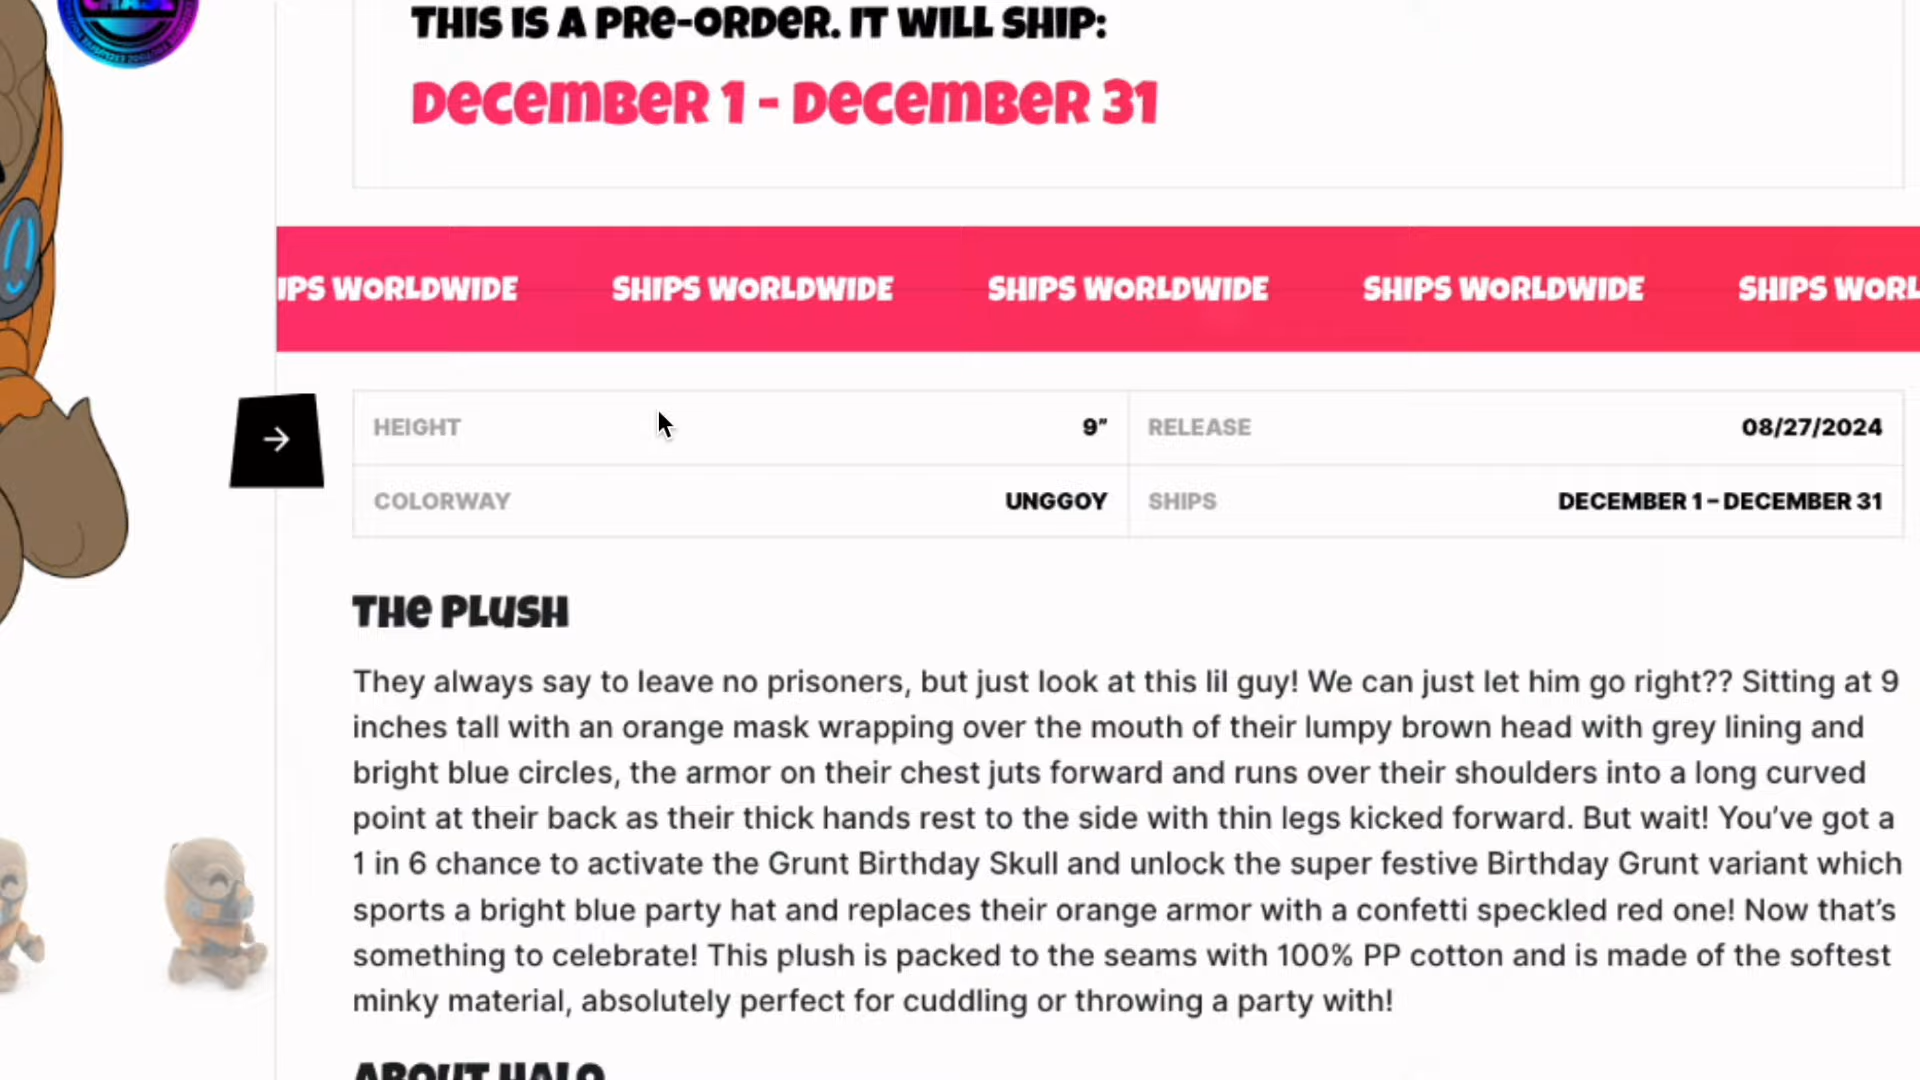 THIS IS A PRE-ORDER. IT WILL SHIP:
DECEMBER 1 - DECEMBER 31
IPS WORLDWIDE SHIPS WORLDWIDE SHIPS WORLDWIDE SHIPS WORLDWIDE SHIPS WORL
HEIGHT 9” RELEASE 08/27/2024
COLORWAY UNGGOY SHIPS DECEMBER 1 – DECEMBER 31
THE PLUSH
They always say to leave no prisoners, but just look at this lil guy! We can just let him go right?? Sitting at 9
inches tall with an orange mask wrapping over the mouth of their lumpy brown head with grey lining and
bright blue circles, the armor on their chest juts forward and runs over their shoulders into a long curved
point at their back as their thick hands rest to the side with thin legs kicked forward. But wait! You’ve got a
1 in 6 chance to activate the Grunt Birthday Skull and unlock the super festive Birthday Grunt variant which
sports a bright blue party hat and replaces their orange armor with a confetti speckled red one! Now that’s
something to celebrate! This plush is packed to the seams with 100% PP cotton and is made of the softest
minky material, absolutely perfect for cuddling or throwing a party with!
ABOUT HALO